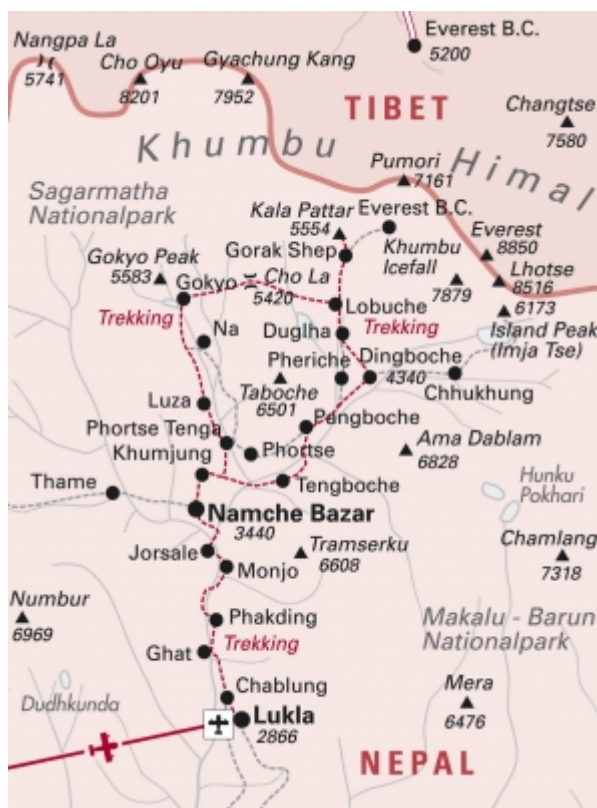 Nangpa La
5741
Cho Oyu
8201
Gyachung Kang
7952
Everest B.C.
5200
TIBET
Changtse
7580
Khumbu Himal
Pumori
7161
Sagarmatha
Nationalpark
Kala Pattar
5554
Everest B.C.
Gorak Shep
Khumbu
Icefall
7879
Everest
8850
Lhotse
8516
6173
Island Peak
(Imja Tse)
Gokyo Peak
5583
Gokyo
Cho La
5420
Lobuche
Trekking
Na
Duglha
Trekking
Pheriche
Dingboche
4340
Chhukhung
Taboche
6501
Luza
Pangboche
Phortse Tenga
Phortse
Khumjung
Ama Dablam
6828
Tengboche
Thame
Hunku
Pokhari
Namche Bazar
3440
Jorsale
Tramserku
6608
Chamlang
7318
Monjo
Numbur
6969
Phakding
Makalu - Barun
Nationalpark
Ghat
Trekking
Chablung
Mera
6476
Dudhkunda
Lukla
2866
NEPAL